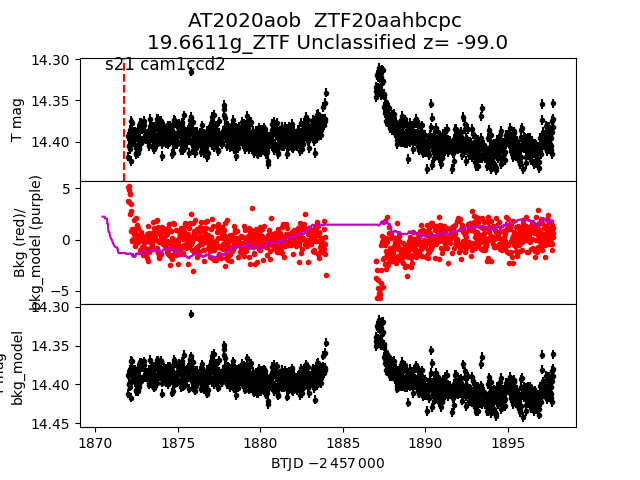 AT2020aob  ZTF20aahbcpc
19.6611g_ZTF Unclassified z= -99.0
s21 cam1ccd2
14.30
14.35
14.40
T mag
5
0
−5
Bkg (red)/
bkg_model (purple)
14.30
14.35
14.40
14.45
mag
bkg_model
1870 1875 1880 1885 1890 1895
BTJD −2 457 000